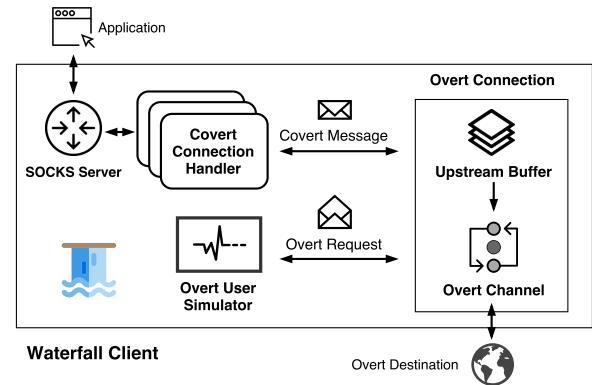 Application
Overt Connection
SOCKS Server
Covert
Connection
Handler
Covert Message
Upstream Buffer
Overt User
Simulator
Overt Request
Overt Channel
Waterfall Client
Overt Destination